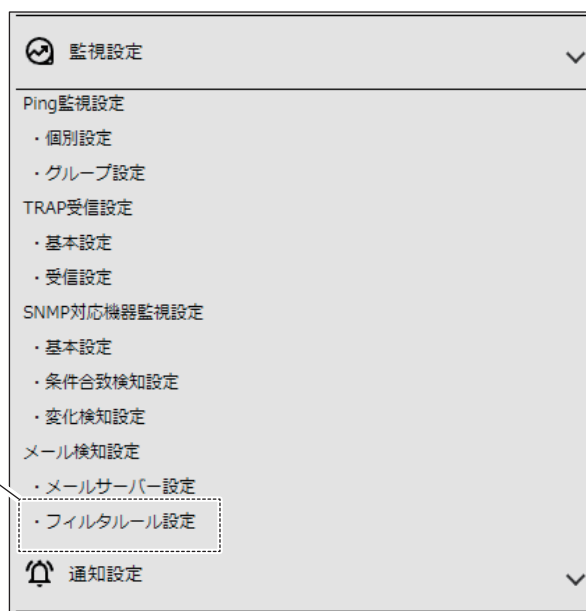 監視設定
Ping監視設定
・個別設定
・グループ設定
TRAP受信設定
・基本設定
・受信設定
SNMP対応機器監視設定
・基本設定
・条件合致検知設定
・変化検知設定
メール検知設定
・メールサーバー設定
・フィルタルール設定
通知設定